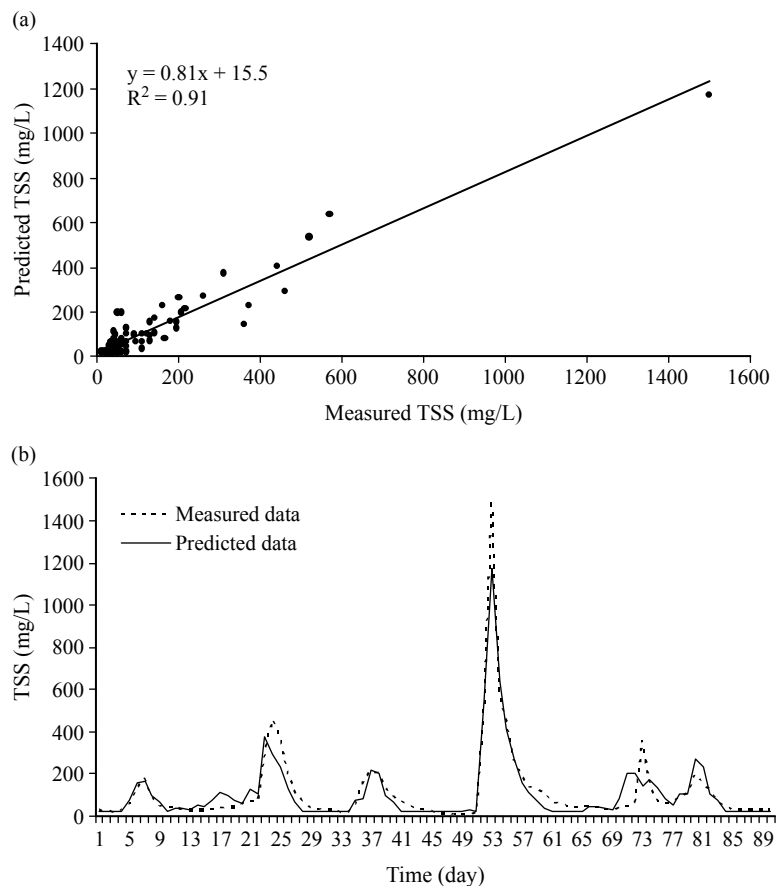 (a)
y = 0.81x + 15.5
R² = 0.91
Predicted TSS (mg/L)
1400
1200
1000
800
600
400
200
0
0 200 400 600 800 1000 1200 1400 1600
Measured TSS (mg/L)
(b)
Measured data
Predicted data
TSS (mg/L)
1600
1400
1200
1000
800
600
400
200
0
1 5 9 13 17 21 25 29 33 37 41 45 49 53 57 61 65 69 73 77 81 85 89
Time (day)